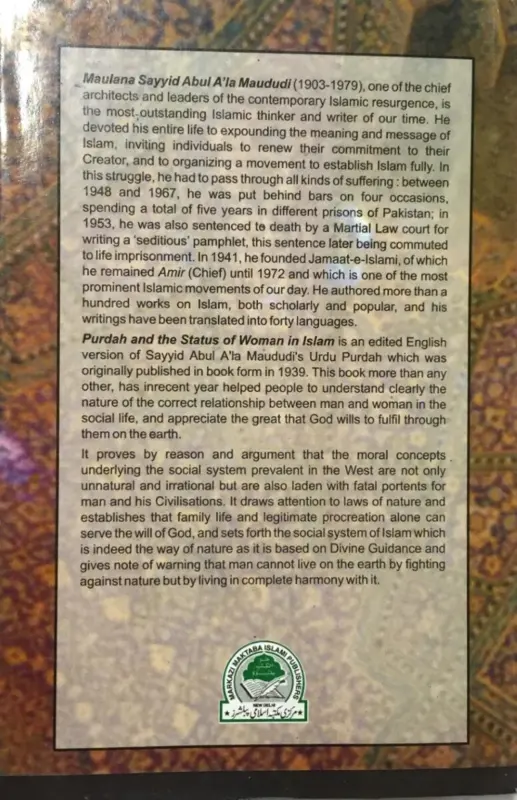 Maulana Sayyid Abul A'la Maududi (1903-1979), one of the chief
architects and leaders of the contemporary Islamic resurgence, is
the most outstanding Islamic thinker and writer of our time. He
devoted his entire life to expounding the meaning and message of
Islam, inviting individuals to renew their commitment to their
Creator, and to organizing a movement to establish Islam fully. In
this struggle, he had to pass through all kinds of suffering : between
1948 and 1967, he was put behind bars on four occasions,
spending a total of five years in different prisons of Pakistan; in
1953, he was also sentenced to death by a Martial Law court for
writing a 'seditious' pamphlet, this sentence later being commuted
to life imprisonment. In 1941, he founded Jamaat-e-Islami, of which
he remained Amir (Chief) until 1972 and which is one of the most
prominent Islamic movements of our day. He authored more than a
hundred works on Islam, both scholarly and popular, and his
writings have been translated into forty languages.
Purdah and the Status of Woman in Islam is an edited English
version of Sayyid Abul A'la Maududi's Urdu Purdah which was
originally published in book form in 1939. This book more than any
other, has inrecent year helped people to understand clearly the
nature of the correct relationship between man and woman in the
social life, and appreciate the great that God wills to fulfil through
them on the earth.
It proves by reason and argument that the moral concepts
underlying the social system prevalent in the West are not only
unnatural and irrational but are also laden with fatal portents for
man and his Civilisations. It draws attention to laws of nature and
establishes that family life and legitimate procreation alone can
serve the will of God, and sets forth the social system of Islam which
is indeed the way of nature as it is based on Divine Guidance and
gives note of warning that man cannot live on the earth by fighting
against nature but by living in complete harmony with it.
MARKAZI MAKTABA ISLAMI PUBLISHERS
NEW DELHI
مرکزی مکتبہ اسلامی پبلشرز